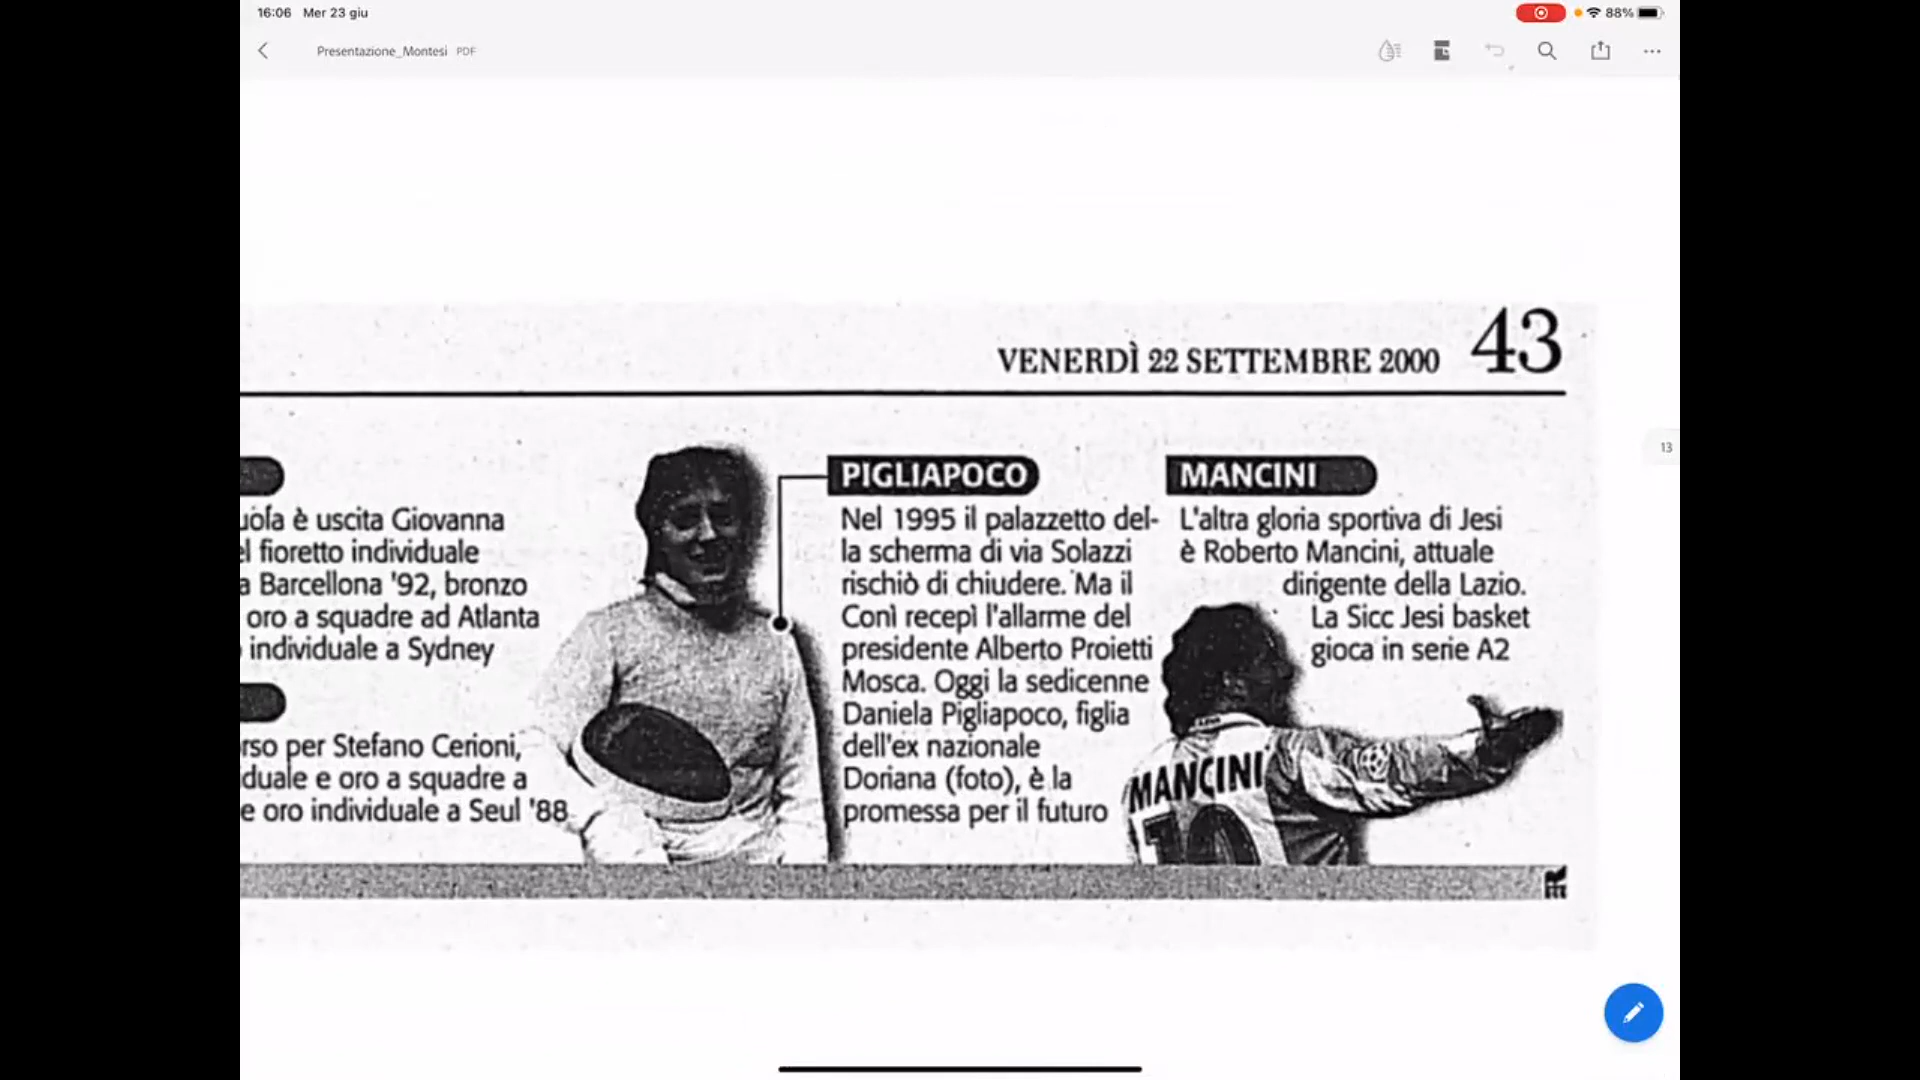 16:06 Mer 23 giu
88%
Presentazione_Montesi PDF
13
VENERDÌ 22 SETTEMBRE 2000 43
è uscita Giovanna
fioretto individuale
a Barcellona '92, bronzo
oro a squadre ad Atlanta
individuale a Sydney
per Stefano Cerioni,
e oro a squadre a
e oro individuale a Seul '88
PIGLIAPOCO
Nel 1995 il palazzetto del-
la scherma di via Solazzi
rischiò di chiudere. Ma il
Conì recepì l'allarme del
presidente Alberto Proietti
Mosca. Oggi la sedicenne
Daniela Pigliapoco, figlia
dell'ex nazionale
Doriana (foto), è la
promessa per il futuro
MANCINI
L'altra gloria sportiva di Jesi
è Roberto Mancini, attuale
dirigente della Lazio.
La Sicc Jesi basket
gioca in serie A2
MANCINI
10